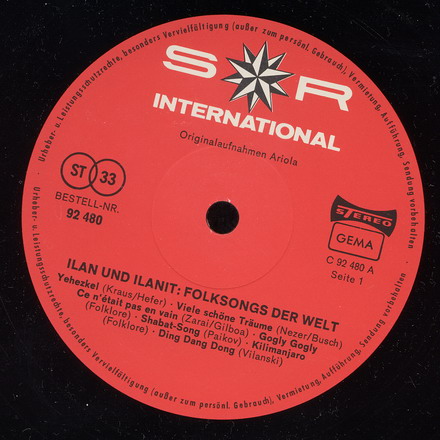 Urheber- u. Leistungsschutzrechte, besonders Vervielfältigung (außer zum persönl. Gebrauch), Vermietung, Aufführung, Sendung vorbehalten
S R
INTERNATIONAL
Originalaufnahmen Ariola
ST 33
BESTELL-NR.
92 480
STEREO
GEMA
C 92 480 A
Seite 1
ILAN UND ILANIT: FOLKSONGS DER WELT
Yehezkel (Kraus/Hefer) · Viele schöne Träume (Nezer/Busch)
Ce n'était pas en vain (Zarai/Gilboa) · Gogly Gogly
(Folklore) · Shabat-Song (Paikov) · Kilimanjaro
(Folklore) · Ding Dang Dong (Vilanski)
Urheber- u. Leistungsschutzrechte, besonders Vervielfältigung (außer zum persönl. Gebrauch), Vermietung, Aufführung, Sendung vorbehalten